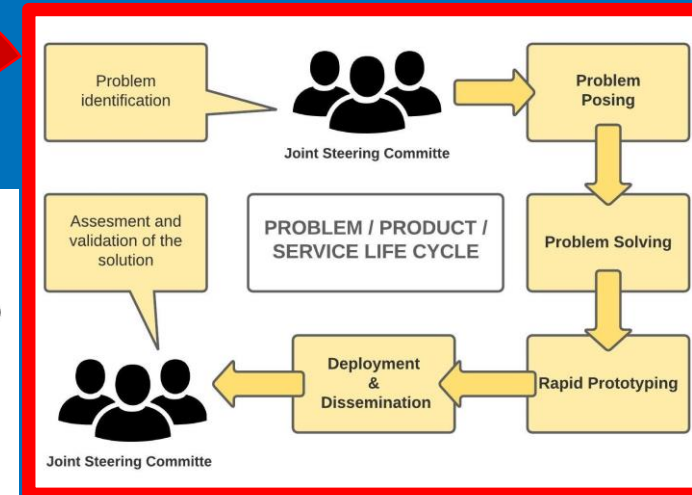 Problem
identification
Joint Steering Committe
Problem
Posing
Assesment and
validation of the
solution
PROBLEM / PRODUCT /
SERVICE LIFE CYCLE
Problem Solving
Deployment
&
Dissemination
Rapid Prototyping
Joint Steering Committe